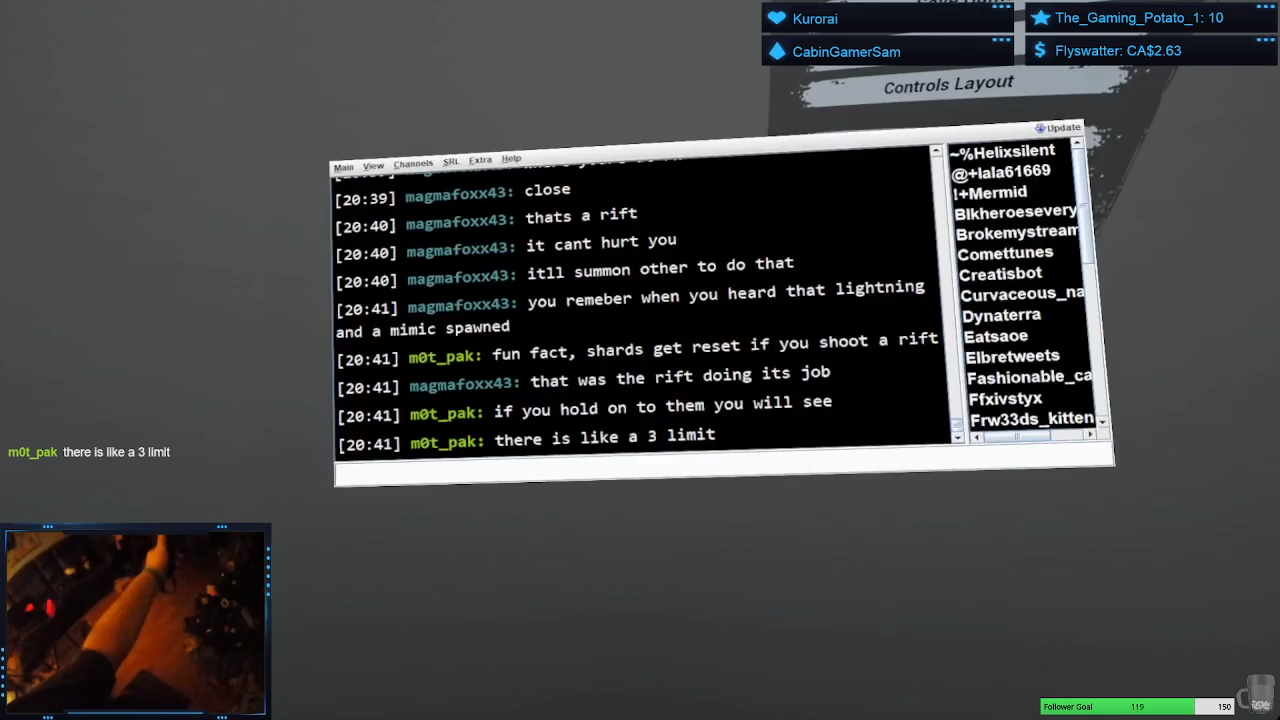 Kurorai
The_Gaming_Potato_1: 10
CabinGamerSam
Flyswatter: CA$2.63
Controls Layout
Update
Main View Channels SRL Extra Help
[20:39] magmafoxx43: close
[20:40] magmafoxx43: thats a rift
[20:40] magmafoxx43: it cant hurt you
[20:40] magmafoxx43: itll summon other to do that
[20:41] magmafoxx43: you remeber when you heard that lightning
and a mimic spawned
[20:41] m0t_pak: fun fact, shards get reset if you shoot a rift
[20:41] magmafoxx43: that was the rift doing its job
[20:41] m0t_pak: if you hold on to them you will see
[20:41] m0t_pak: there is like a 3 limit
~%Helixsilent
@+lala61669
!+Mermid
Blkheroesevery
Brokemystream
Comettunes
Creatisbot
Curvaceous_na
Dynaterra
Eatsaoe
Elbretweets
Fashionable_ca
Ffxivstyx
Frw33ds_kitten
m0t_pak there is like a 3 limit
Follower Goal 119 150